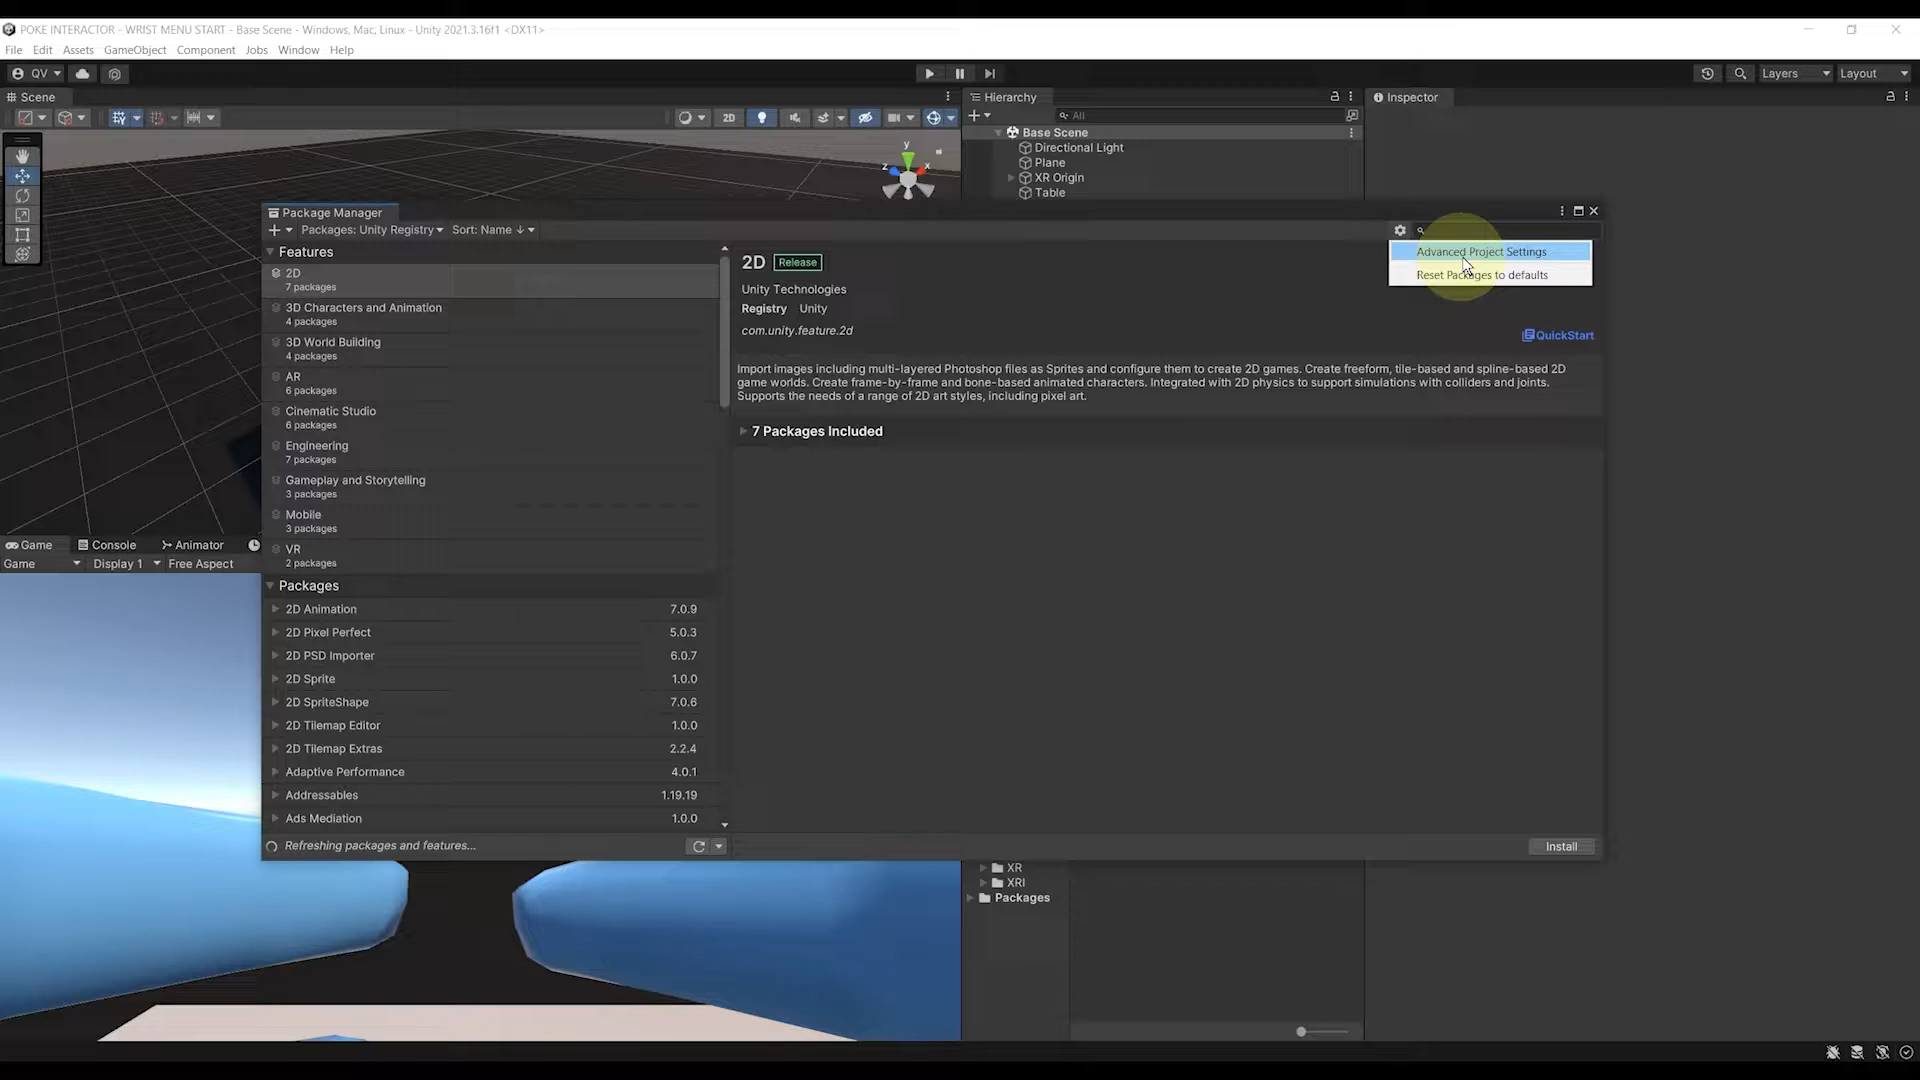 POKE INTERACTOR - WRIST MENU START - Base Scene - Windows, Mac, Linux - Unity 2021.3.16f1 <DX11>
File Edit Assets GameObject Component Jobs Window Help
QV Layers Layout
Scene Hierarchy Inspector
2D All
Base Scene
Directional Light
Plane
XR Origin
Table
y
z x
Package Manager
Packages: Unity Registry Sort: Name ↓
Advanced Project Settings
Reset Packages to defaults
Features
2D
7 packages
3D Characters and Animation
4 packages
3D World Building
4 packages
AR
6 packages
Cinematic Studio
6 packages
Engineering
7 packages
Gameplay and Storytelling
3 packages
Mobile
3 packages
VR
2 packages
Packages
2D Animation 7.0.9
2D Pixel Perfect 5.0.3
2D PSD Importer 6.0.7
2D Sprite 1.0.0
2D SpriteShape 7.0.6
2D Tilemap Editor 1.0.0
2D Tilemap Extras 2.2.4
Adaptive Performance 4.0.1
Addressables 1.19.19
Ads Mediation 1.0.0
Refreshing packages and features...
2D Release
Unity Technologies
Registry Unity
com.unity.feature.2d
QuickStart
Import images including multi-layered Photoshop files as Sprites and configure them to create 2D games. Create freeform, tile-based and spline-based 2D
game worlds. Create frame-by-frame and bone-based animated characters. Integrated with 2D physics to support simulations with colliders and joints.
Supports the needs of a range of 2D art styles, including pixel art.
7 Packages Included
Install
Game Console Animator
Game Display 1 Free Aspect
XR
XRI
Packages